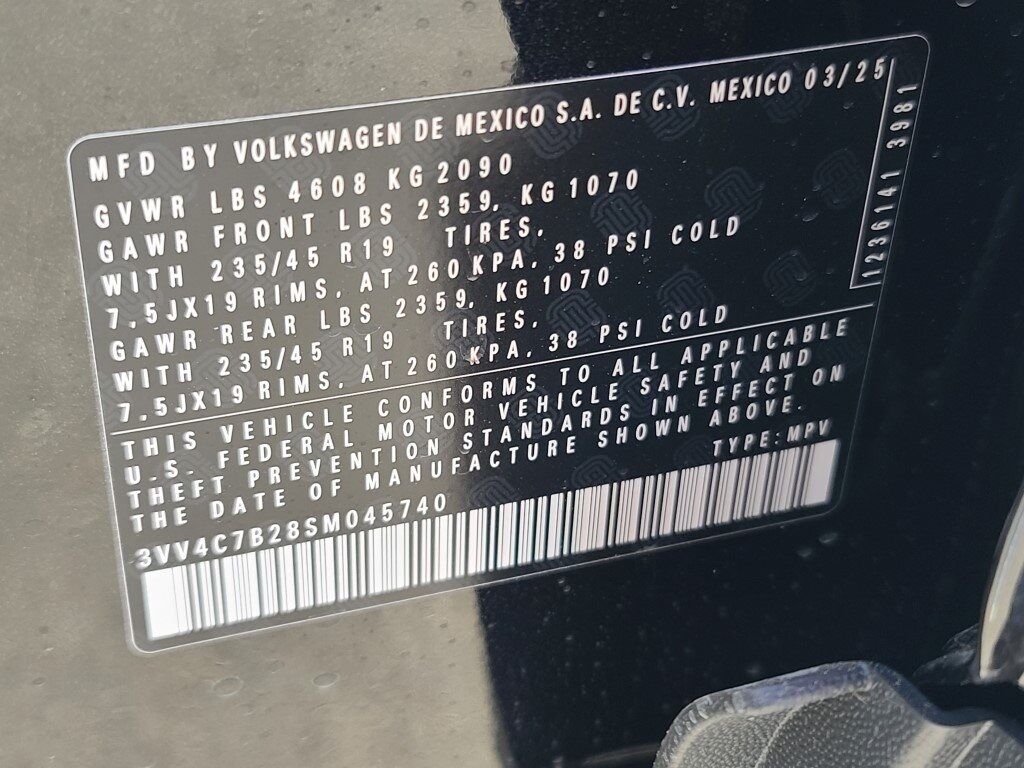 MFD BY VOLKSWAGEN DE MEXICO S.A. DE C.V. MEXICO 03/25
GVWR LBS 4608 KG 2090
GAWR FRONT LBS 2359, KG 1070
WITH 235/45 R19 TIRES,
7,5JX19 RIMS, AT 260 KPA, 38 PSI COLD
GAWR REAR LBS 2359, KG 1070
WITH 235/45 R19 TIRES,
7,5JX19 RIMS, AT 260 KPA, 38 PSI COLD
1236141 3981
THIS VEHICLE CONFORMS TO ALL APPLICABLE
U.S. FEDERAL MOTOR VEHICLE SAFETY AND
THEFT PREVENTION STANDARDS IN EFFECT ON
THE DATE OF MANUFACTURE SHOWN ABOVE.
3VV4C7B28SM045740 TYPE: MPV